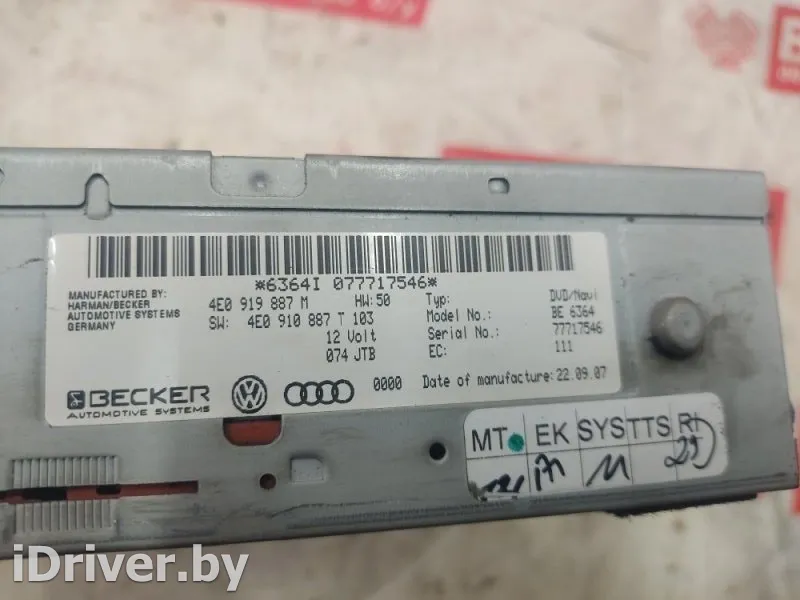 *6364I 077717546*
MANUFACTURED BY:
HARMAN/BECKER
AUTOMOTIVE SYSTEMS
GERMANY
4E0 919 887 M HW:50
SW: 4E0 910 887 T 103
12 Volt
074 JTB
Typ: DVD/Navi
Model No.: BE 6364
Serial No.: 77717546
EC: 111
BECKER
AUTOMOTIVE SYSTEMS
0000 Date of manufacture: 22.09.07
MT EK SYS TTS RI
iDriver.by